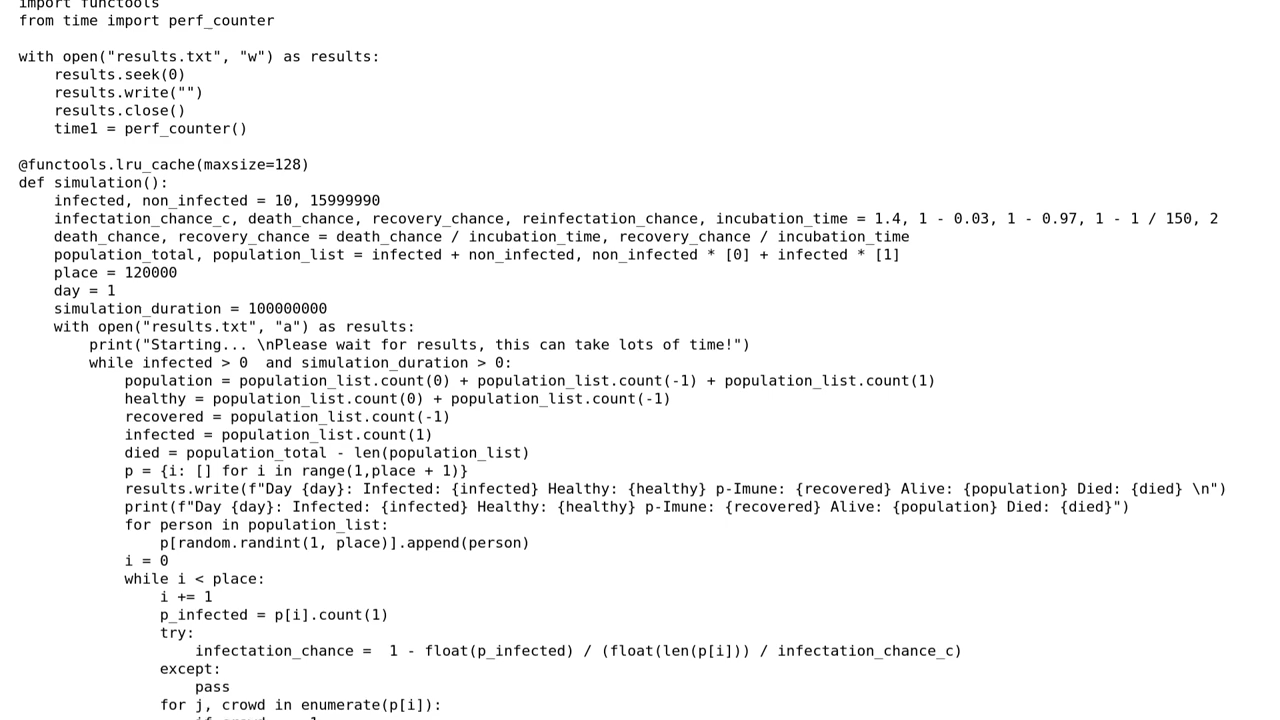 import functools
from time import perf_counter

with open("results.txt", "w") as results:
    results.seek(0)
    results.write("")
    results.close()
    time1 = perf_counter()

@functools.lru_cache(maxsize=128)
def simulation():
    infected, non_infected = 10, 15999990
    infectation_chance_c, death_chance, recovery_chance, reinfectation_chance, incubation_time = 1.4, 1 - 0.03, 1 - 0.97, 1 - 1 / 150, 2
    death_chance, recovery_chance = death_chance / incubation_time, recovery_chance / incubation_time
    population_total, population_list = infected + non_infected, non_infected * [0] + infected * [1]
    place = 120000
    day = 1
    simulation_duration = 100000000
    with open("results.txt", "a") as results:
        print("Starting... \nPlease wait for results, this can take lots of time!")
        while infected > 0  and simulation_duration > 0:
            population = population_list.count(0) + population_list.count(-1) + population_list.count(1)
            healthy = population_list.count(0) + population_list.count(-1)
            recovered = population_list.count(-1)
            infected = population_list.count(1)
            died = population_total - len(population_list)
            p = {i: [] for i in range(1,place + 1)}
            results.write(f"Day {day}: Infected: {infected} Healthy: {healthy} p-Imune: {recovered} Alive: {population} Died: {died} \n")
            print(f"Day {day}: Infected: {infected} Healthy: {healthy} p-Imune: {recovered} Alive: {population} Died: {died}")
            for person in population_list:
                p[random.randint(1, place)].append(person)
            i = 0
            while i < place:
                i += 1
                p_infected = p[i].count(1)
                try:
                    infectation_chance =  1 - float(p_infected) / (float(len(p[i])) / infectation_chance_c)
                except:
                    pass
                for j, crowd in enumerate(p[i]):